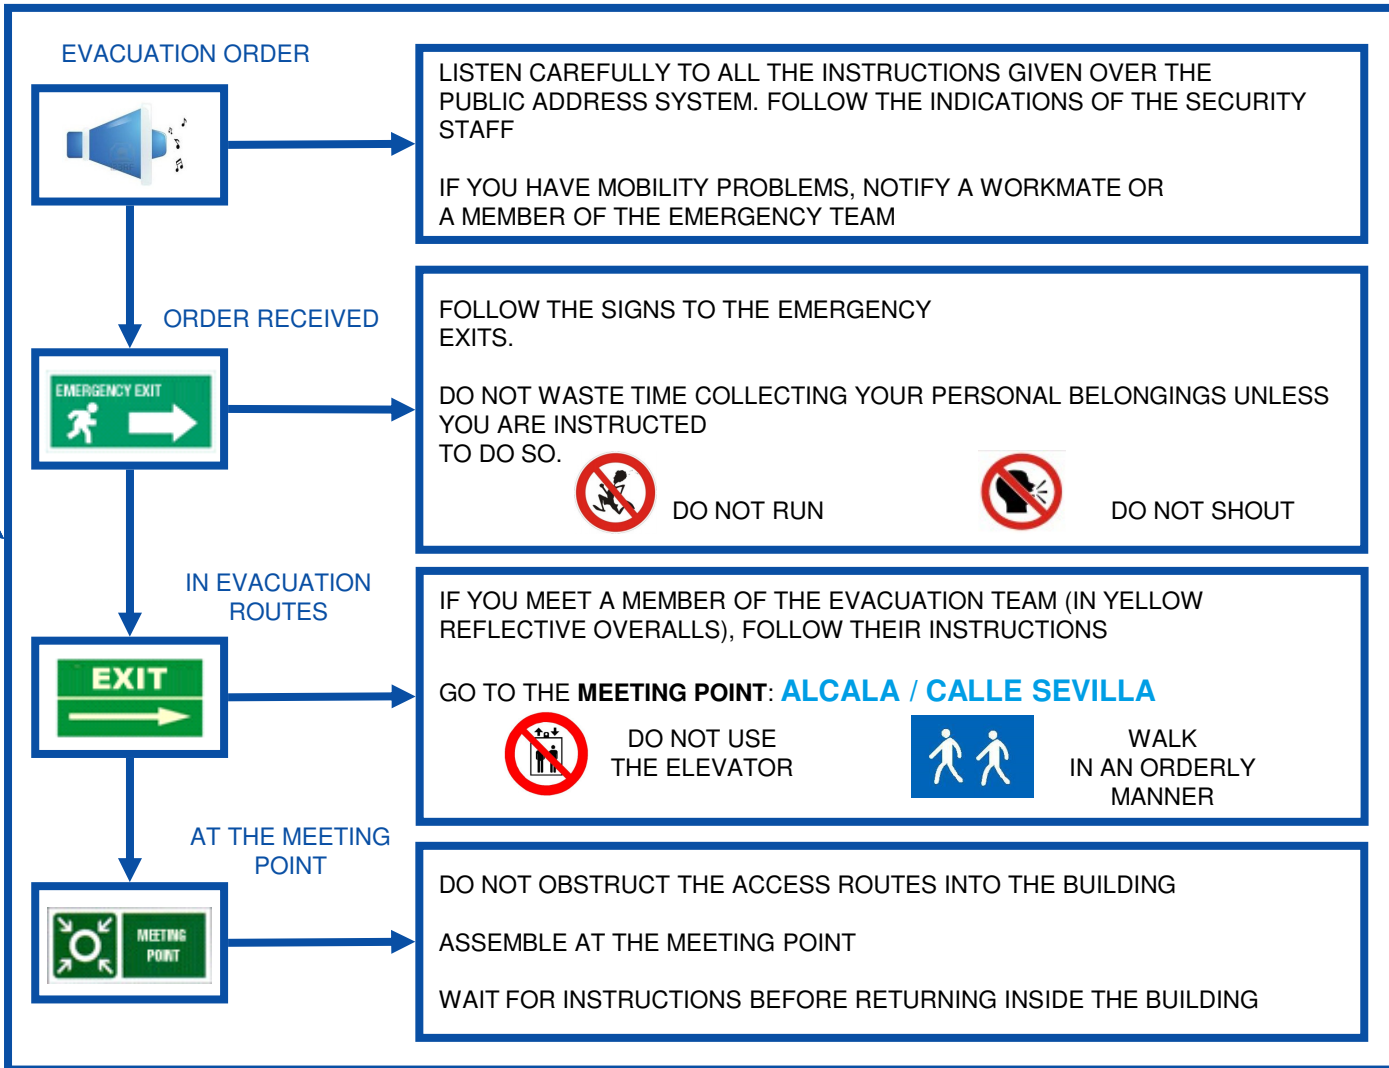 EVACUATION ORDER
LISTEN CAREFULLY TO ALL THE INSTRUCTIONS GIVEN OVER THE
PUBLIC ADDRESS SYSTEM. FOLLOW THE INDICATIONS OF THE SECURITY
STAFF
IF YOU HAVE MOBILITY PROBLEMS, NOTIFY A WORKMATE OR
A MEMBER OF THE EMERGENCY TEAM
ORDER RECEIVED
EMERGENCY EXIT
FOLLOW THE SIGNS TO THE EMERGENCY
EXITS.
DO NOT WASTE TIME COLLECTING YOUR PERSONAL BELONGINGS UNLESS
YOU ARE INSTRUCTED
TO DO SO.
DO NOT RUN
DO NOT SHOUT
IN EVACUATION
ROUTES
EXIT
IF YOU MEET A MEMBER OF THE EVACUATION TEAM (IN YELLOW
REFLECTIVE OVERALLS), FOLLOW THEIR INSTRUCTIONS
GO TO THE MEETING POINT: ALCALA / CALLE SEVILLA
DO NOT USE
THE ELEVATOR
WALK
IN AN ORDERLY
MANNER
AT THE MEETING
POINT
MEETING
POINT
DO NOT OBSTRUCT THE ACCESS ROUTES INTO THE BUILDING
ASSEMBLE AT THE MEETING POINT
WAIT FOR INSTRUCTIONS BEFORE RETURNING INSIDE THE BUILDING